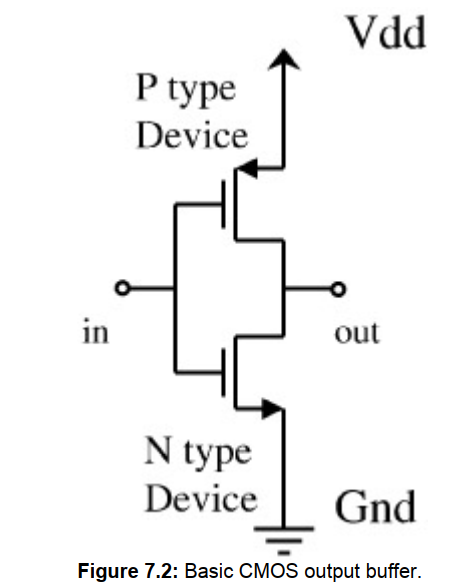 Vdd
P type
Device
in
out
N type
Device
Gnd
Figure 7.2: Basic CMOS output buffer.